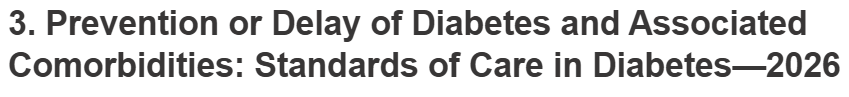 3. Prevention or Delay of Diabetes and Associated
Comorbidities: Standards of Care in Diabetes—2026